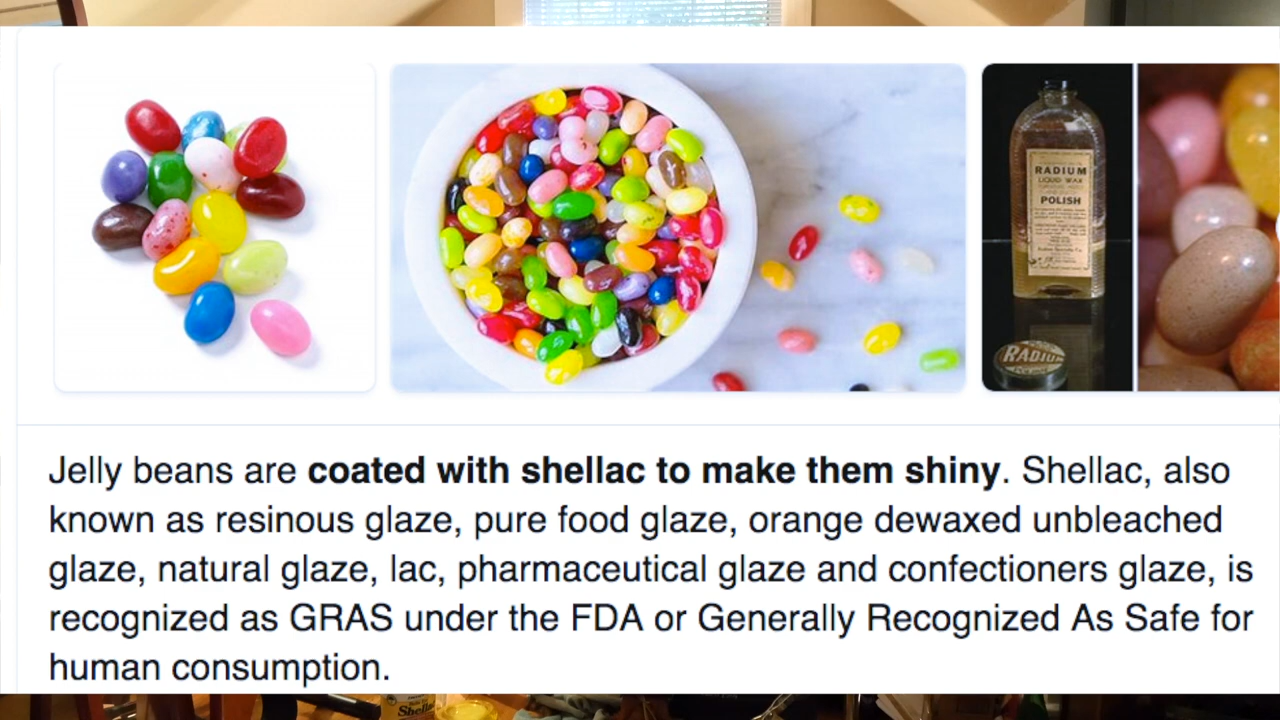 RADIUM
LIQUID WAX
POLISH
RADIUM
Jelly beans are coated with shellac to make them shiny. Shellac, also
known as resinous glaze, pure food glaze, orange dewaxed unbleached
glaze, natural glaze, lac, pharmaceutical glaze and confectioners glaze, is
recognized as GRAS under the FDA or Generally Recognized As Safe for
human consumption.